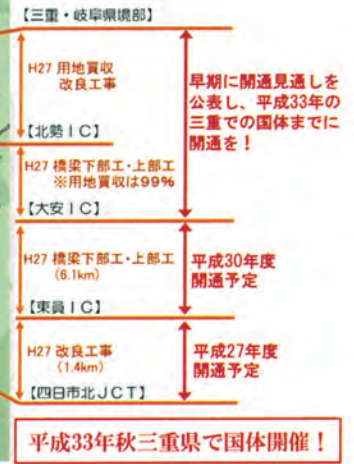 【三重・岐阜県境部】
H27 用地買収
改良工事
早期に開通見通しを
公表し、平成33年の
三重での国体までに
開通を！
【北勢ＩＣ】
H27 橋梁下部工・上部工
※用地買収は99%
【大安ＩＣ】
H27 橋梁下部工・上部工
(6.1km)
平成30年度
開通予定
【東員ＩＣ】
H27 改良工事
(1.4km)
平成27年度
開通予定
【四日市北ＪＣＴ】
平成33年秋三重県で国体開催！